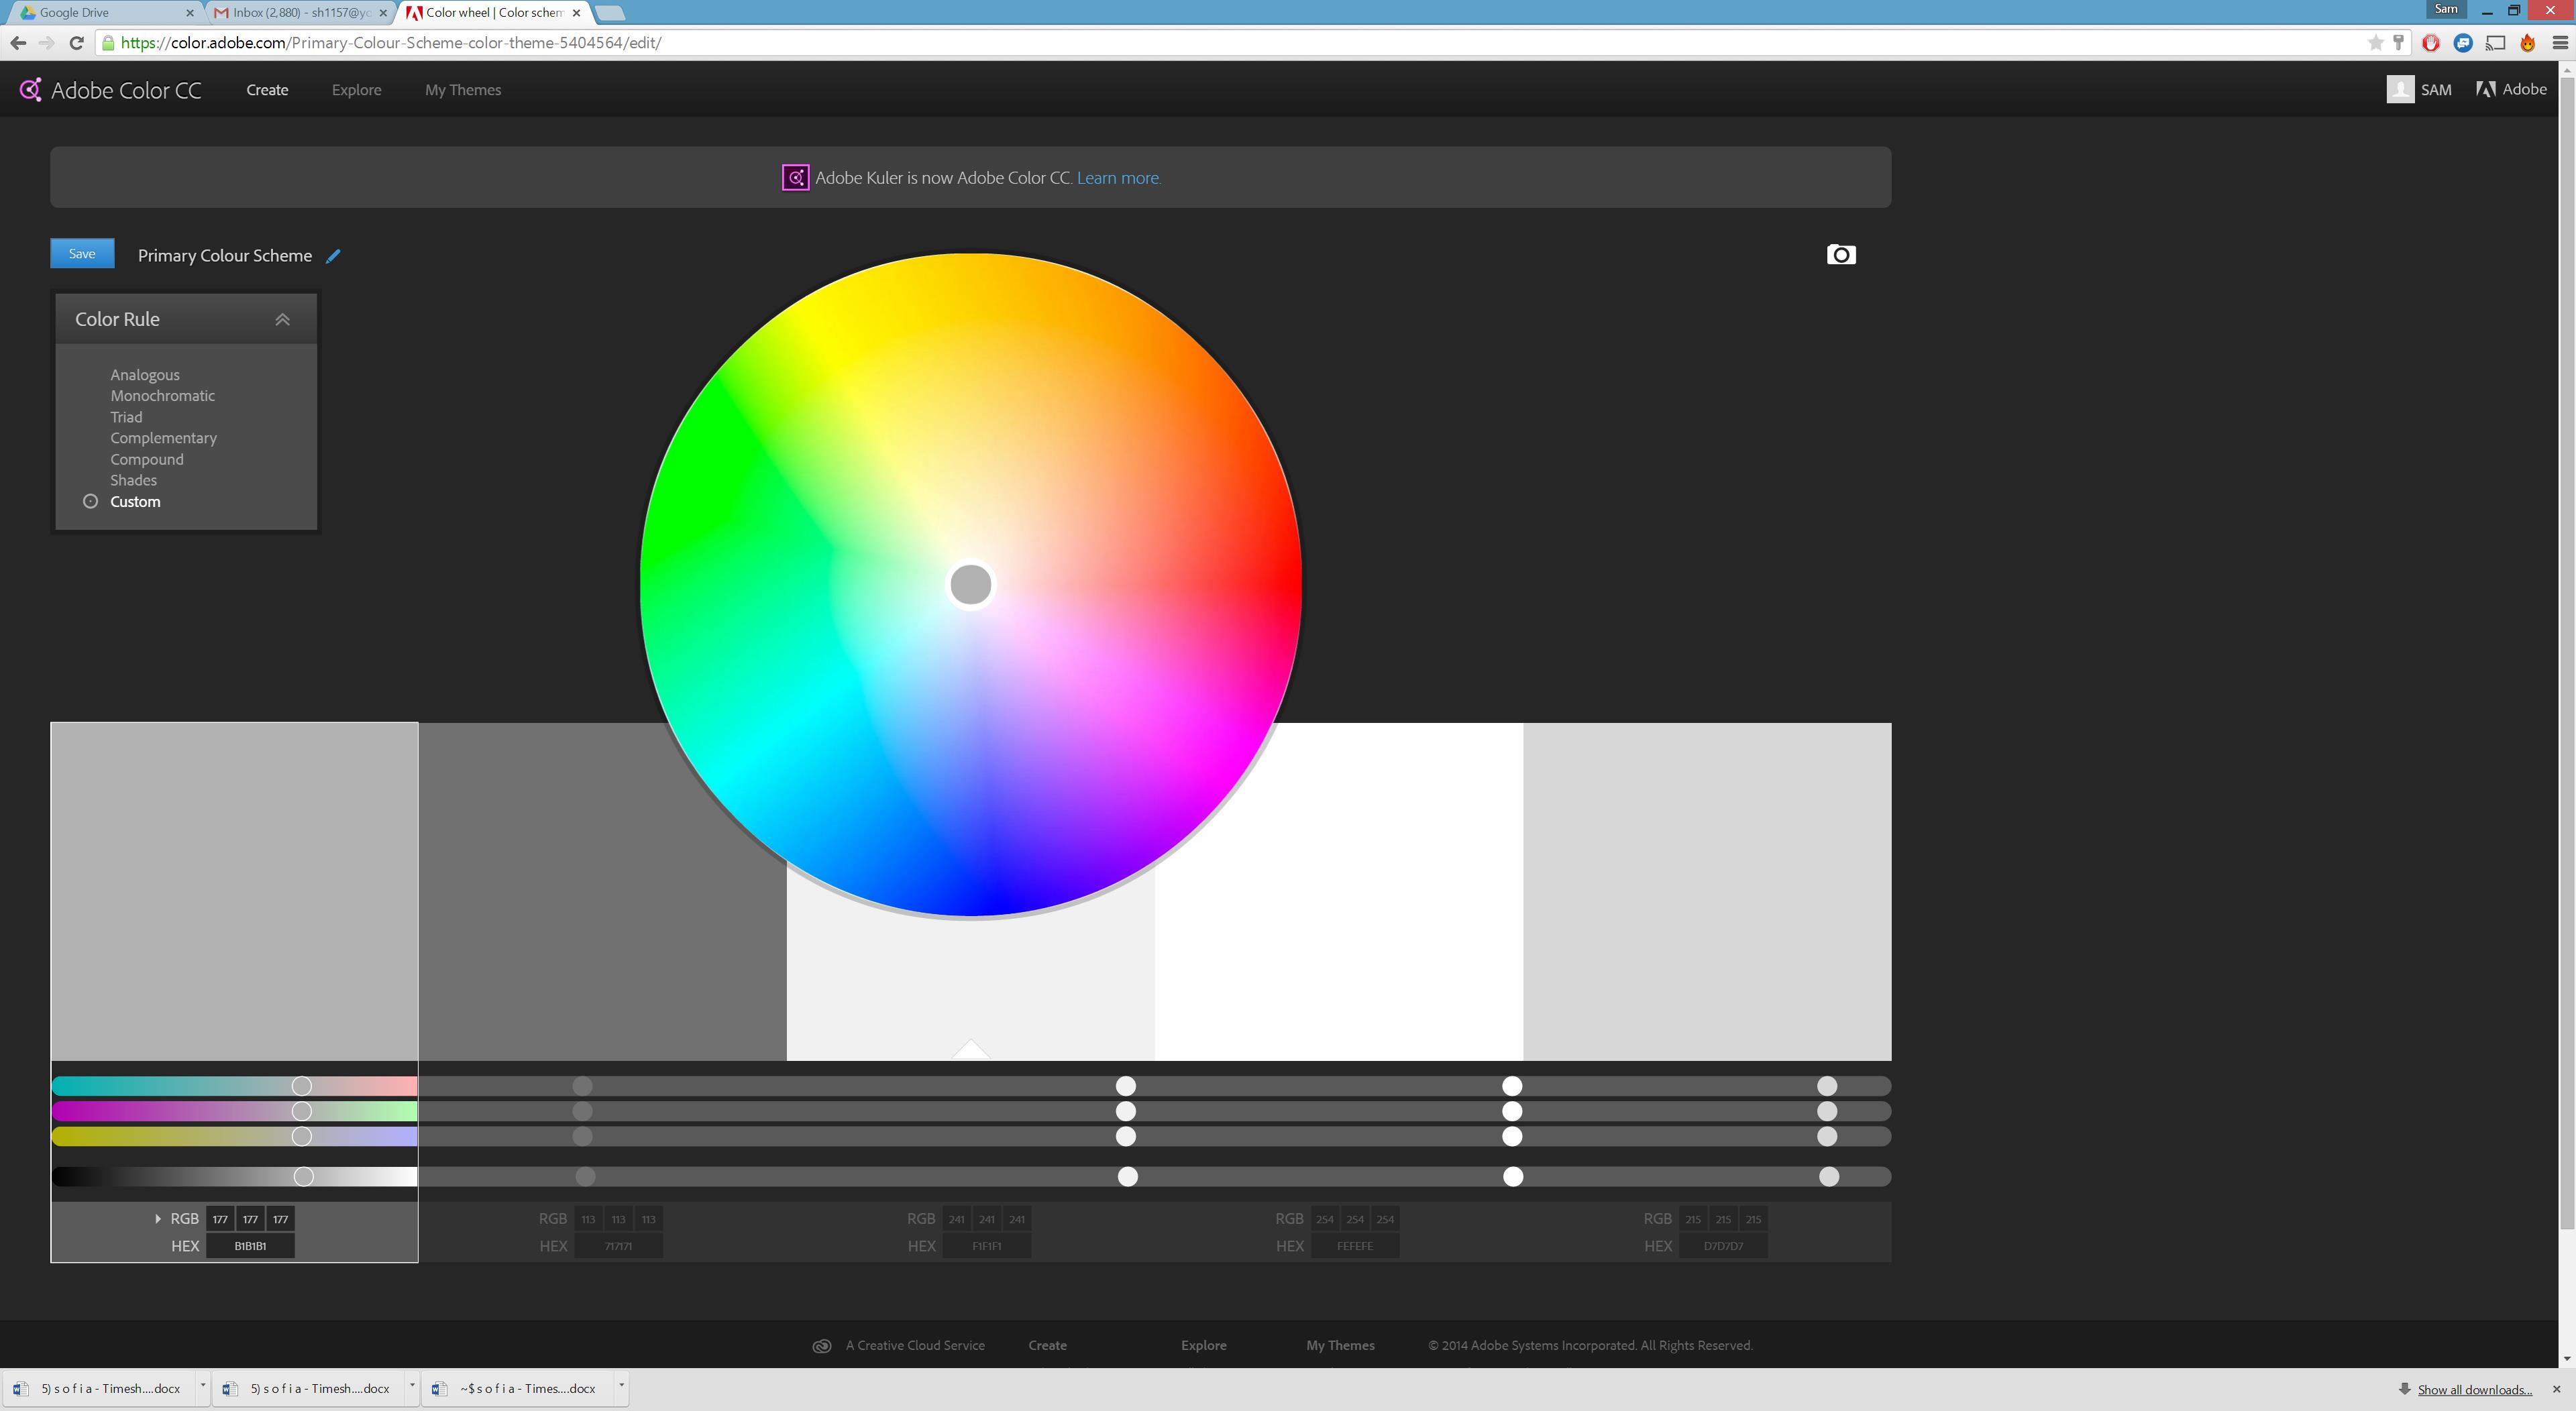 Google Drive
Inbox (2,880) - sh1157@yo
Color wheel | Color schem
Sam
https://color.adobe.com/Primary-Colour-Scheme-color-theme-5404564/edit/
Adobe Color CC
Create
Explore
My Themes
SAM
Adobe
Adobe Kuler is now Adobe Color CC. Learn more.
Save
Primary Colour Scheme
Color Rule
Analogous
Monochromatic
Triad
Complementary
Compound
Shades
Custom
RGB 177 177 177
HEX B1B1B1
RGB 113 113 113
HEX 717171
RGB 241 241 241
HEX F1F1F1
RGB 254 254 254
HEX FEFEFE
RGB 215 215 215
HEX D7D7D7
A Creative Cloud Service
Create
Explore
My Themes
© 2014 Adobe Systems Incorporated. All Rights Reserved.
5) s o f i a - Timesh....docx
5) s o f i a - Timesh....docx
~$ s o f i a - Times....docx
Show all downloads...